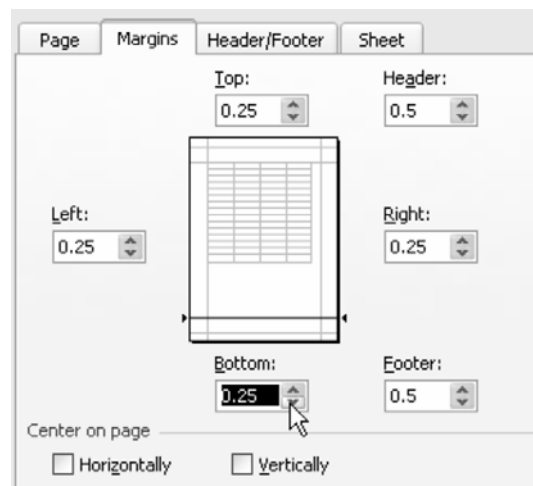 Page Margins Header/Footer Sheet
Top: Header:
0.25 0.5
Left: Right:
0.25 0.25
Bottom: Footer:
0.25 0.5
Center on page
Horizontally Vertically